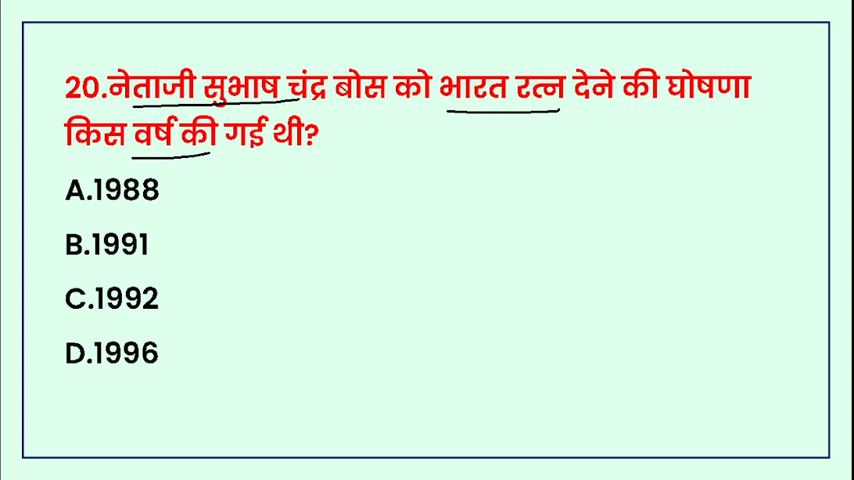 20.नेताजी सुभाष चंद्र बोस को भारत रत्न देने की घोषणा
किस वर्ष की गई थी?
A.1988
B.1991
C.1992
D.1996